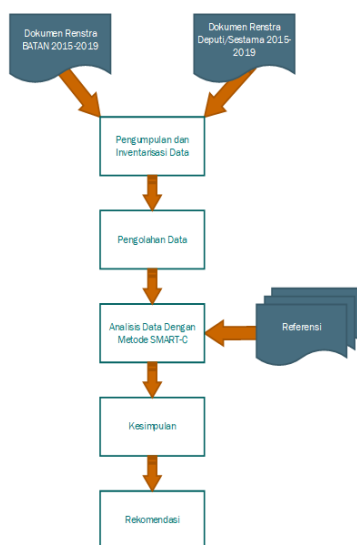 Dokumen Renstra
BATAN 2015-2019
Dokumen Renstra
Deputi/Sestama 2015-
2019
Pengumpulan dan
Inventarisasi Data
Pengolahan Data
Analisis Data Dengan
Metode SMART-C
Referensi
Kesimpulan
Rekomendasi